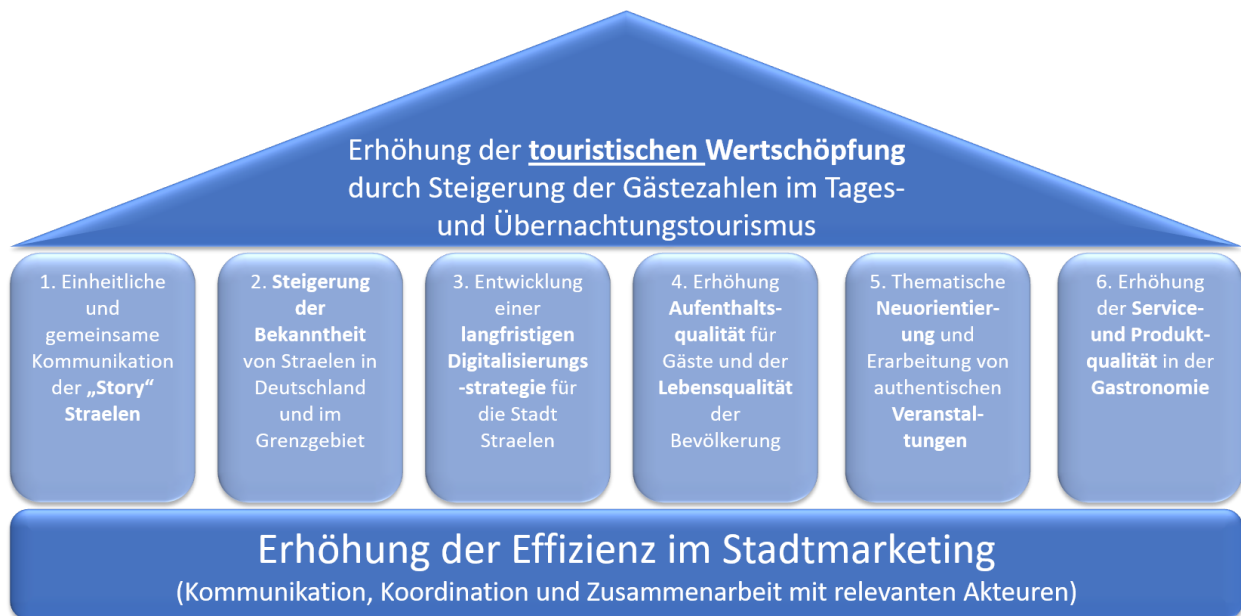 Erhöhung der touristischen Wertschöpfung
durch Steigerung der Gästezahlen im Tages-
und Übernachtungstourismus
1. Einheitliche
und
gemeinsame
Kommunikation
der „Story“
Straelen
2. Steigerung
der
Bekanntheit
von Straelen in
Deutschland
und im
Grenzgebiet
3. Entwicklung
einer
langfristigen
Digitalisierungs
-strategie für
die Stadt
Straelen
4. Erhöhung
Aufenthalts-
qualität für
Gäste und der
Lebensqualität
der
Bevölkerung
5. Thematische
Neuorientier-
ung und
Erarbeitung von
authentischen
Veranstal-
tungen
6. Erhöhung
der Service-
und Produkt-
qualität in der
Gastronomie
Erhöhung der Effizienz im Stadtmarketing
(Kommunikation, Koordination und Zusammenarbeit mit relevanten Akteuren)